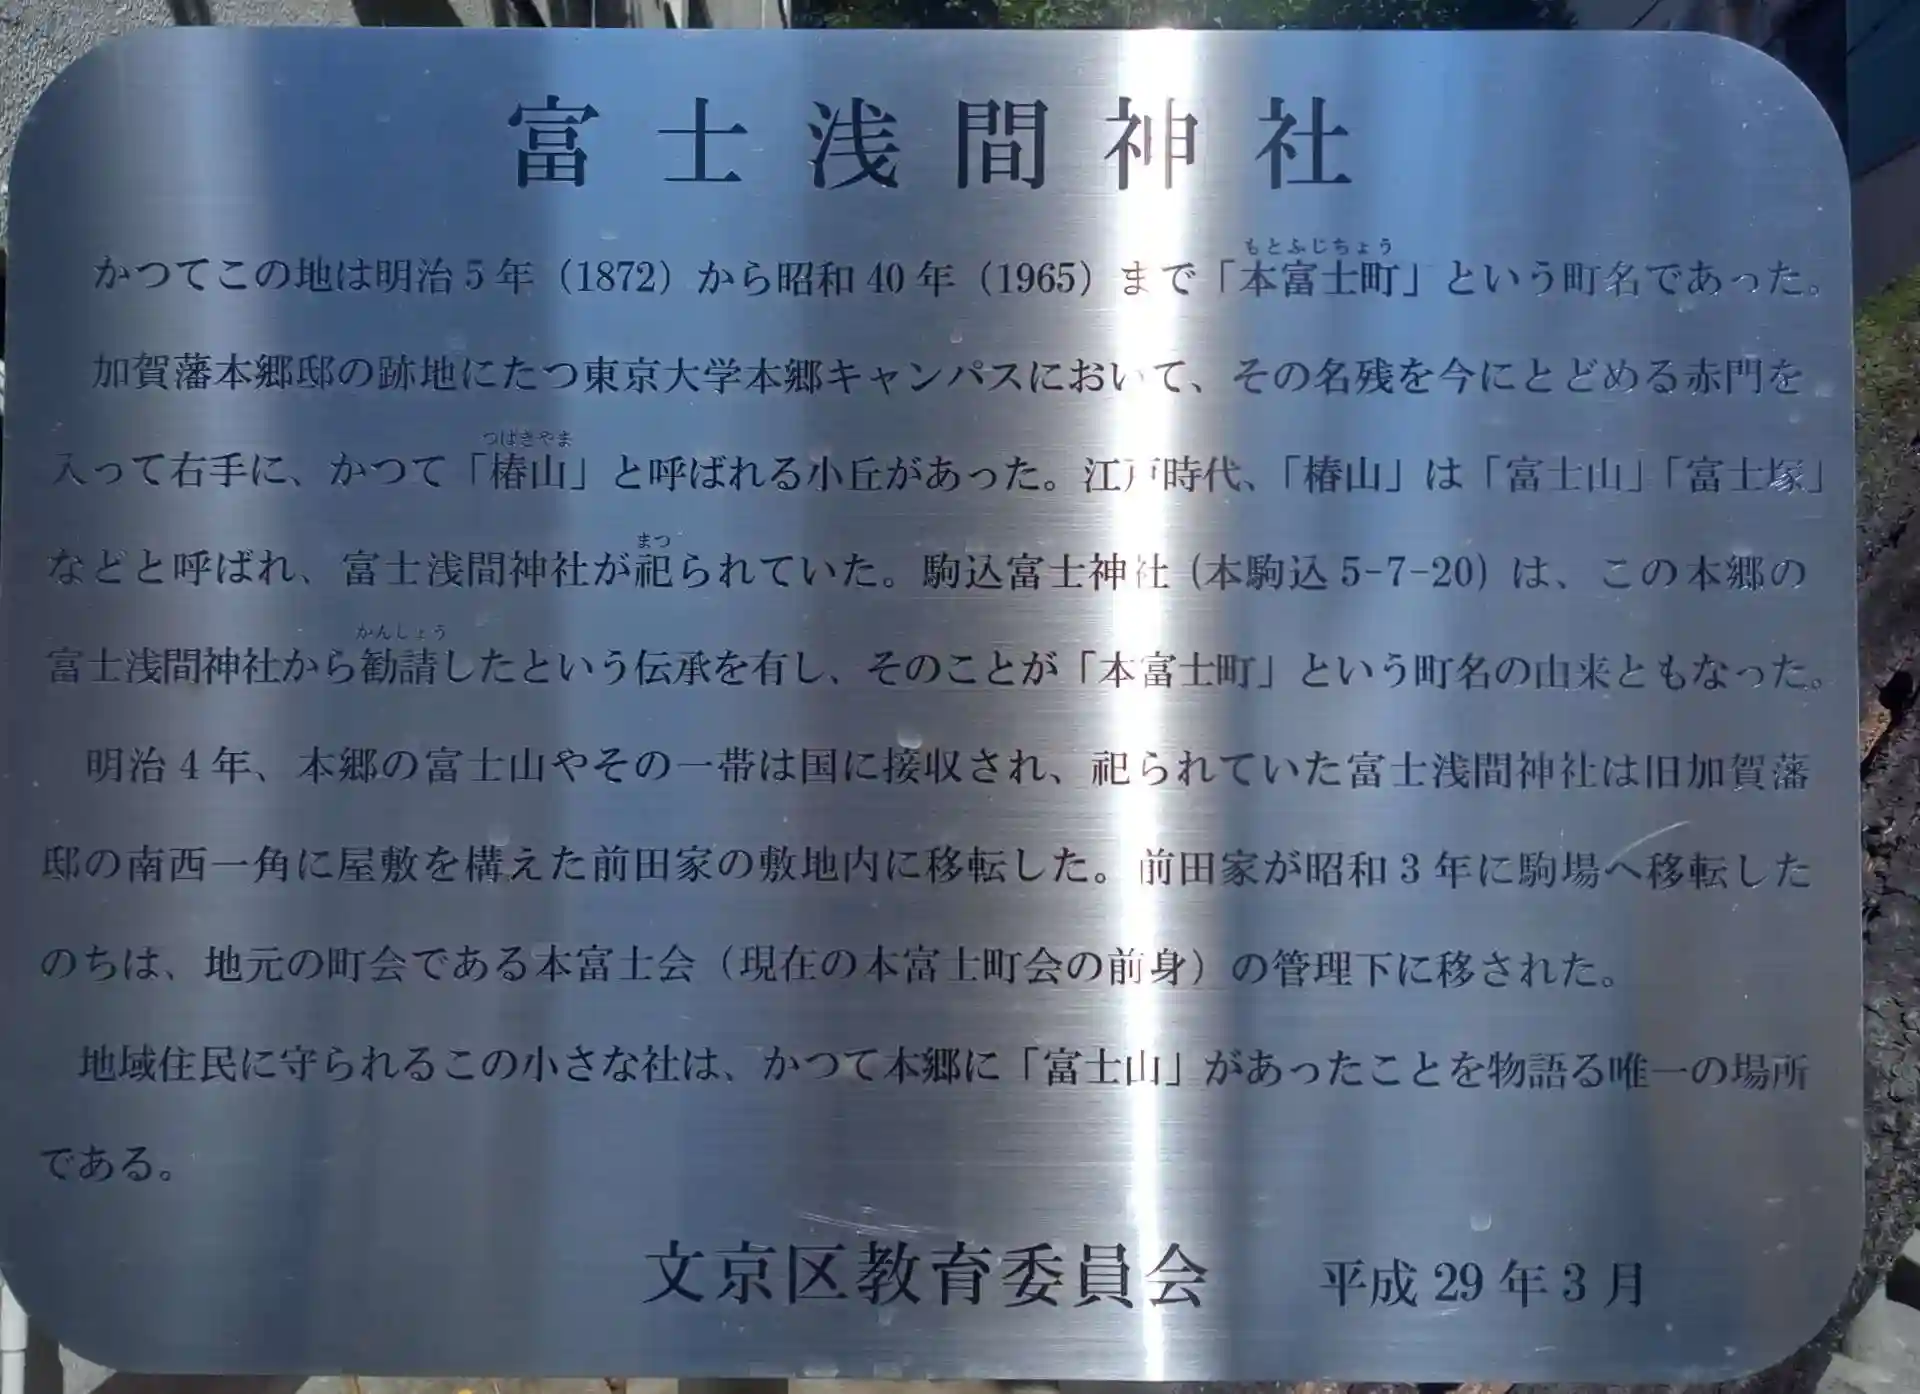 富士浅間神社
かつてこの地は明治5年（1872）から昭和40年（1965）まで「本富士町」という町名であった。
加賀藩本郷邸の跡地にたつ東京大学本郷キャンパスにおいて、その名残を今にとどめる赤門を
入って右手に、かつて「椿山」と呼ばれる小丘があった。江戸時代、「椿山」は「富士山」「富士塚」
などと呼ばれ、富士浅間神社が祀られていた。駒込富士神社(本駒込5-7-20) は、この本郷の
富士浅間神社から勧請したという伝承を有し、そのことが「本富士町」という町名の由来ともなった。
明治4年、本郷の富士山やその一帯は国に接収され、祀られていた富士浅間神社は旧加賀藩
邸の南西一角に屋敷を構えた前田家の敷地内に移転した。前田家が昭和3年に駒場へ移転した
のちは、地元の町会である本富士会（現在の本富士町会の前身）の管理下に移された。
地域住民に守られるこの小さな社は、かつて本郷に「富士山」があったことを物語る唯一の場所
である。
文京区教育委員会　平成29年3月